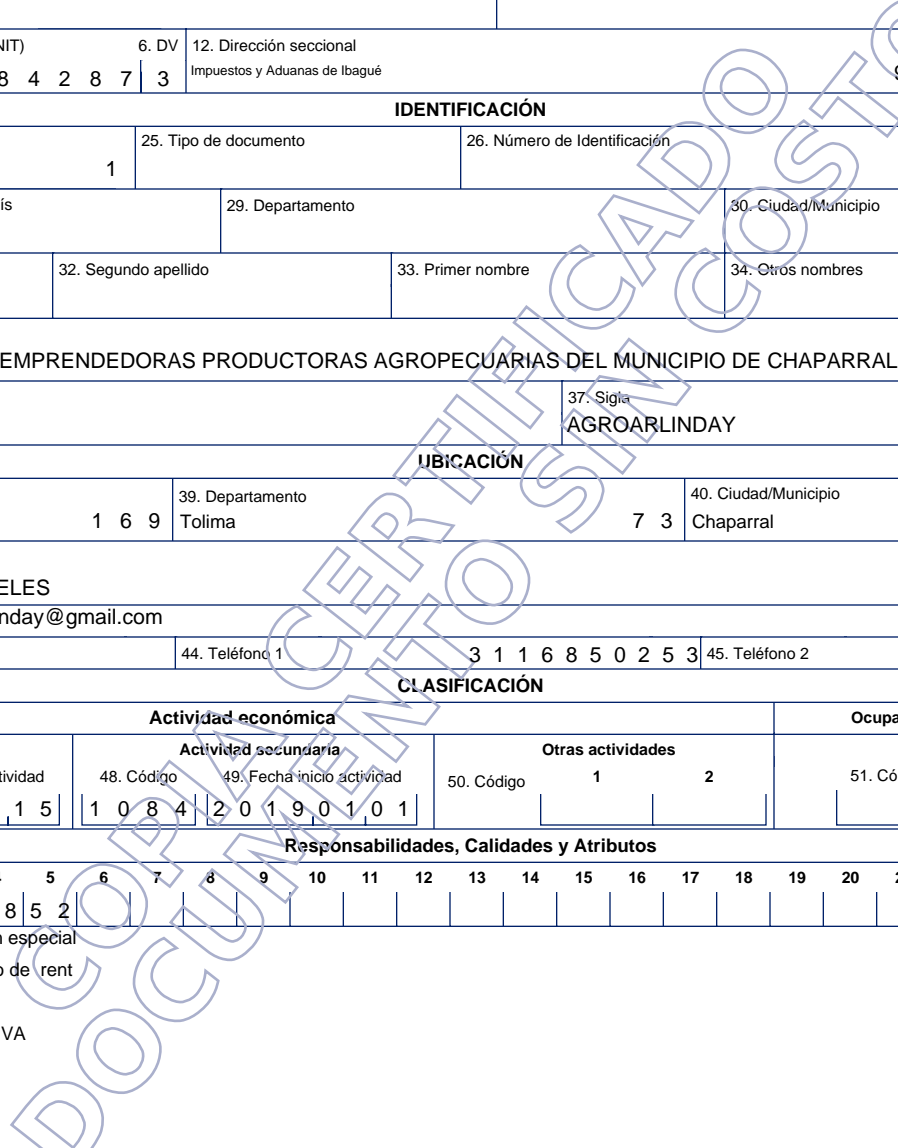 NIT) 6. DV 12. Dirección seccional
8 4 2 8 7 3 Impuestos y Aduanas de Ibagué 9
IDENTIFICACIÓN
25. Tipo de documento 26. Número de Identificación
1
ís 29. Departamento 30. Ciudad/Municipio
32. Segundo apellido 33. Primer nombre 34. Otros nombres
EMPRENDEDORAS PRODUCTORAS AGROPECUARIAS DEL MUNICIPIO DE CHAPARRAL
37. Sigla
AGROARLINDAY
UBICACIÓN
39. Departamento 40. Ciudad/Municipio
1 6 9 Tolima 7 3 Chaparral
ELES
nday@gmail.com
44. Teléfono 1 3 1 1 6 8 5 0 2 5 3 45. Teléfono 2
CLASIFICACIÓN
Actividad económica Ocupa
Actividad secundaria Otras actividades
tividad 48. Código 49. Fecha inicio actividad 50. Código 1 2 51. Có
1 5 1 0 8 4 2 0 1 9 0 1 0 1
Responsabilidades, Calidades y Atributos
5 6 7 8 9 10 11 12 13 14 15 16 17 18 19 20 2
8 5 2
n especial
o de rent
VA
COPIA CERTIFICADO
DOCUMENTO SIN COSTO